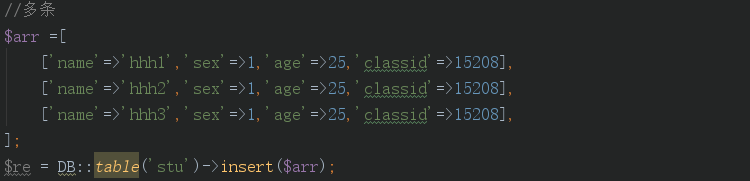 //多条
$arr =[
['name'=>'hhh1','sex'=>1,'age'=>25,'classid'=>15208],
['name'=>'hhh2','sex'=>1,'age'=>25,'classid'=>15208],
['name'=>'hhh3','sex'=>1,'age'=>25,'classid'=>15208],
];
$re = DB::table('stu')->insert($arr);